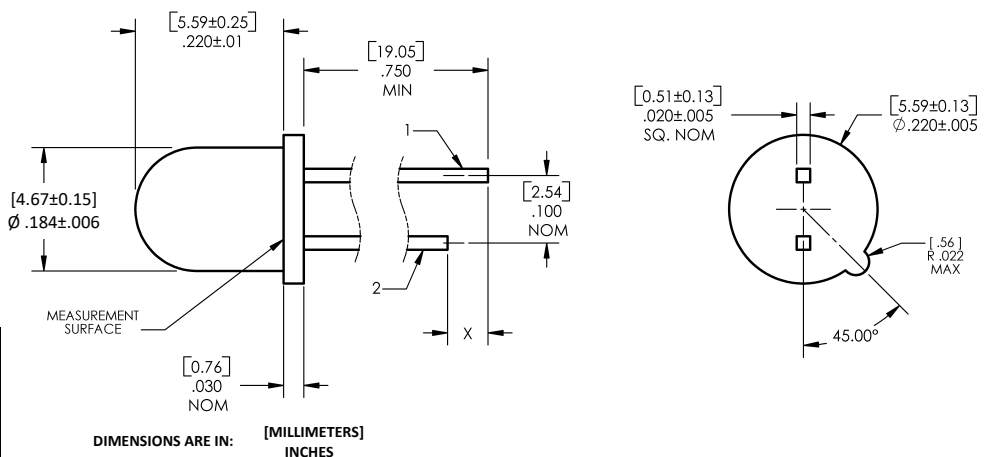 [5.59±0.25]
.220±.01
[19.05]
.750
MIN
1
[2.54]
.100
NOM
[4.67±0.15]
Ø .184±.006
2
MEASUREMENT
SURFACE
X
[0.76]
.030
NOM
[0.51±0.13]
.020±.005
SQ. NOM
[5.59±0.13]
Ø.220±.005
[.56]
R .022
MAX
45.00°
DIMENSIONS ARE IN: [MILLIMETERS]
INCHES